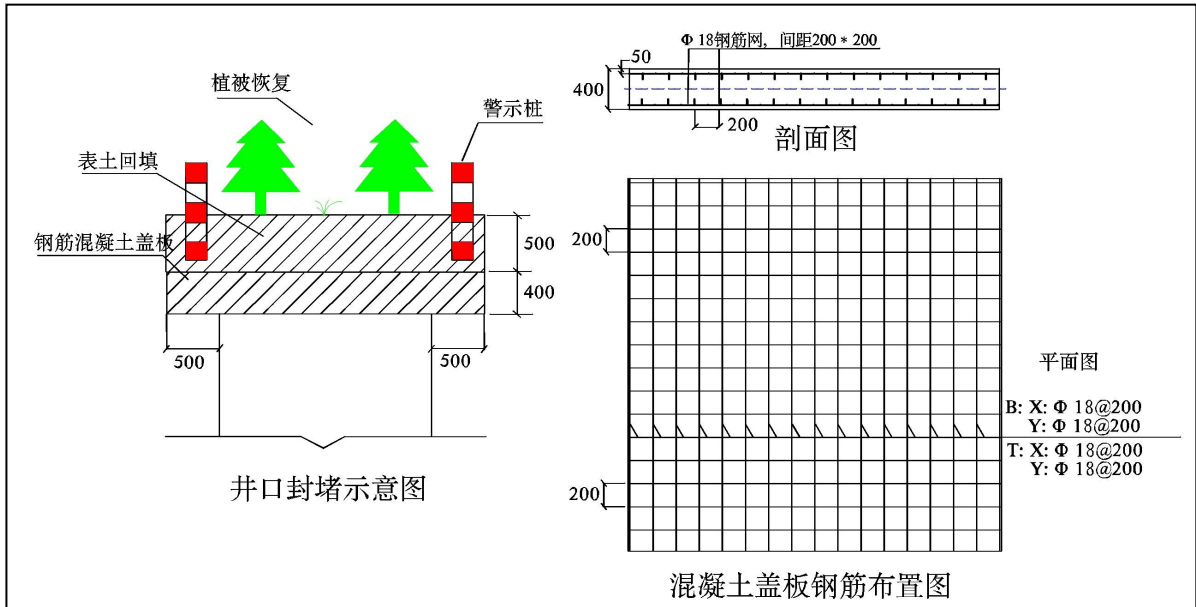 植被恢复
警示桩
表土回填
钢筋混凝土盖板
500
400
500
500
井口封堵示意图
Φ 18钢筋网，间距200 * 200
50
400
200
剖面图
200
200
平面图
B: X: Φ 18@200
Y: Φ 18@200
T: X: Φ 18@200
Y: Φ 18@200
混凝土盖板钢筋布置图